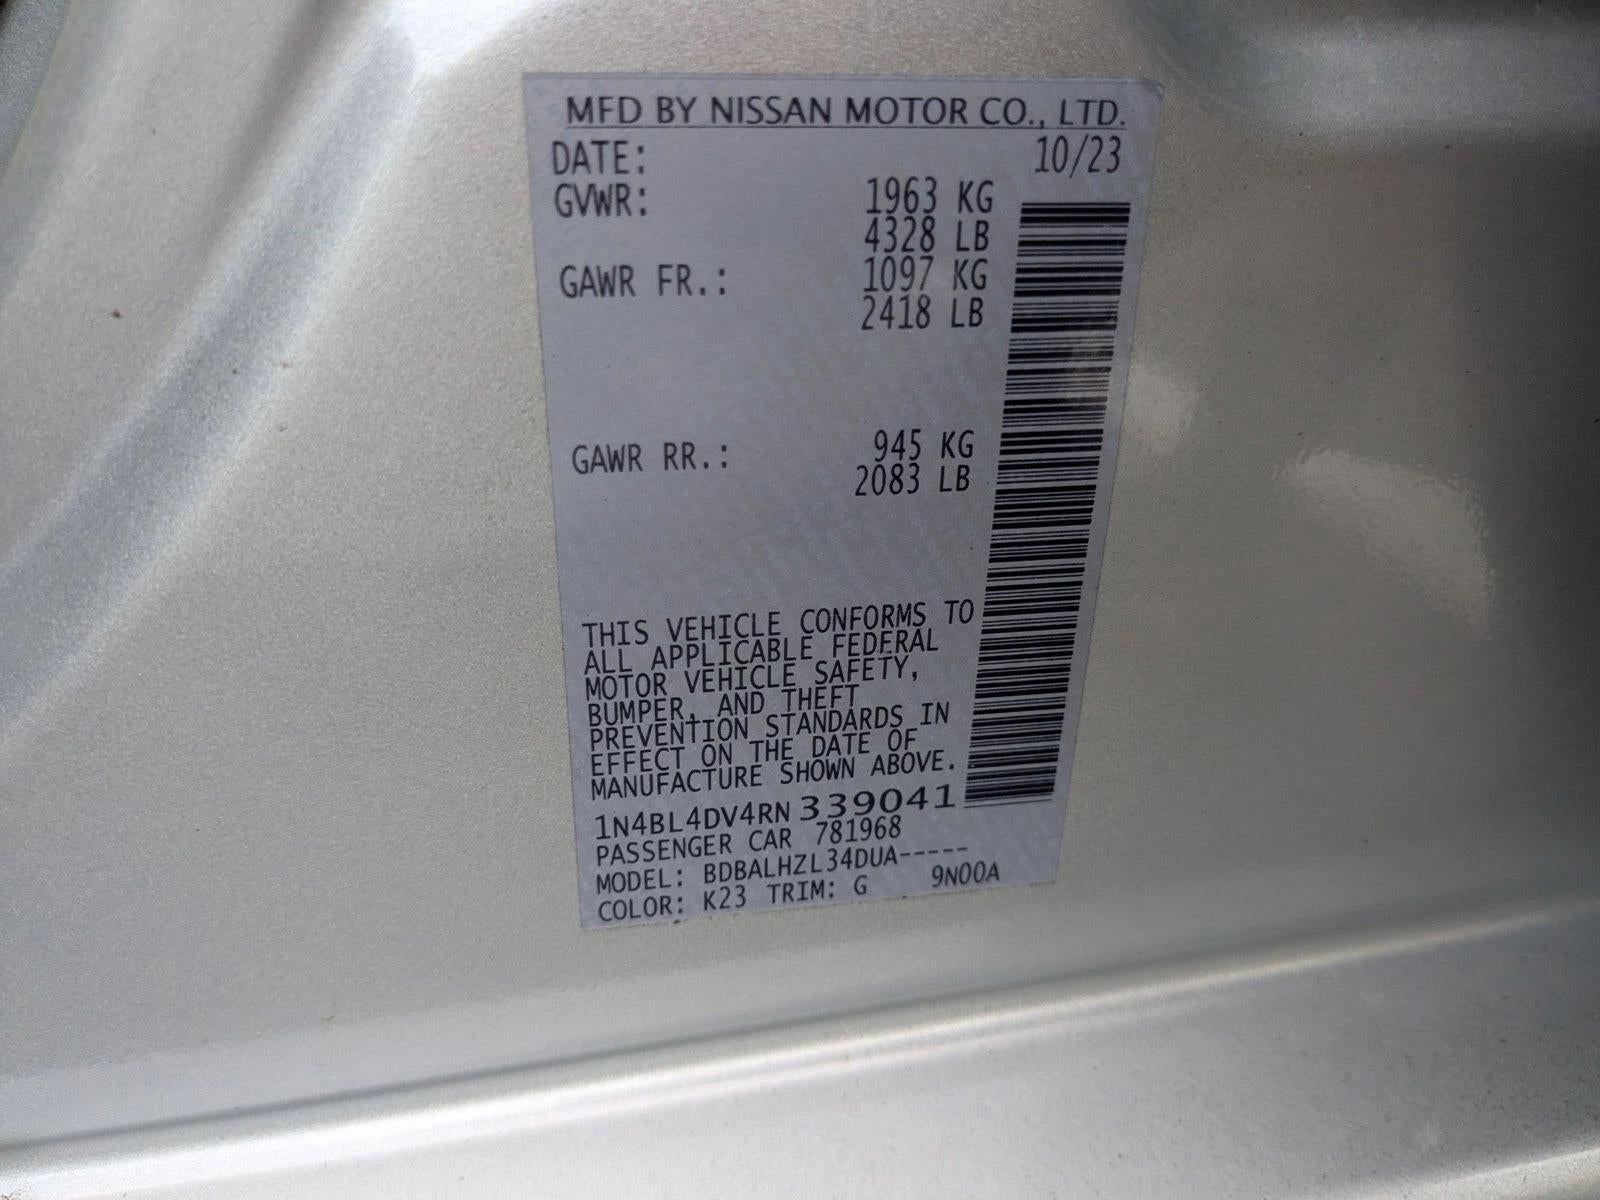 MFD BY NISSAN MOTOR CO., LTD.
DATE: 10/23
GVWR: 1963 KG
4328 LB
GAWR FR.: 1097 KG
2418 LB
GAWR RR.: 945 KG
2083 LB
THIS VEHICLE CONFORMS TO
ALL APPLICABLE FEDERAL
MOTOR VEHICLE SAFETY,
BUMPER, AND THEFT
PREVENTION STANDARDS IN
EFFECT ON THE DATE OF
MANUFACTURE SHOWN ABOVE.
1N4BL4DV4RN339041
PASSENGER CAR 781968
MODEL: BDBALHZL34DUA-----
COLOR: K23 TRIM: G 9N00A